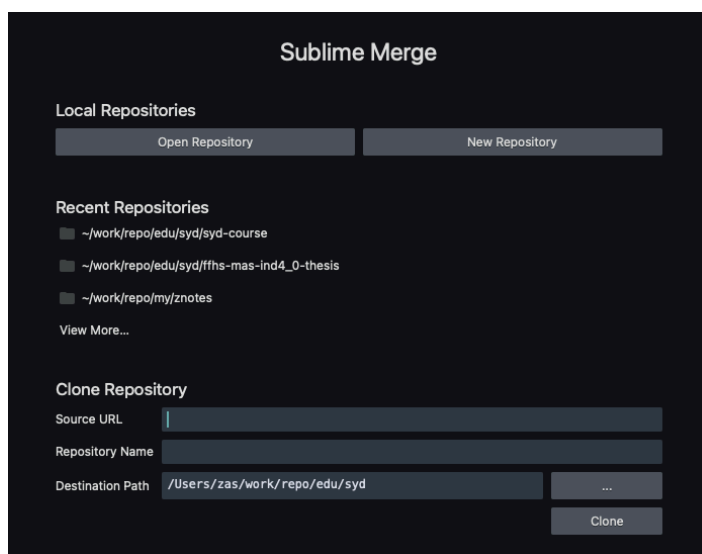 Sublime Merge
Local Repositories
Open Repository New Repository
Recent Repositories
~/work/repo/edu/syd/syd-course
~/work/repo/edu/syd/ffhs-mas-ind4_0-thesis
~/work/repo/my/znotes
View More...
Clone Repository
Source URL
Repository Name
Destination Path /Users/zas/work/repo/edu/syd ...
Clone